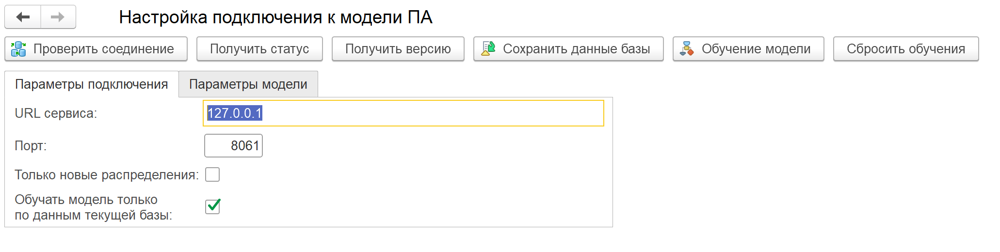 Настройка подключения к модели ПА
Проверить соединение Получить статус Получить версию Сохранить данные базы Обучение модели Сбросить обучения
Параметры подключения Параметры модели
URL сервиса: 127.0.0.1
Порт: 8061
Только новые распределения:
Обучать модель только
по данным текущей базы: